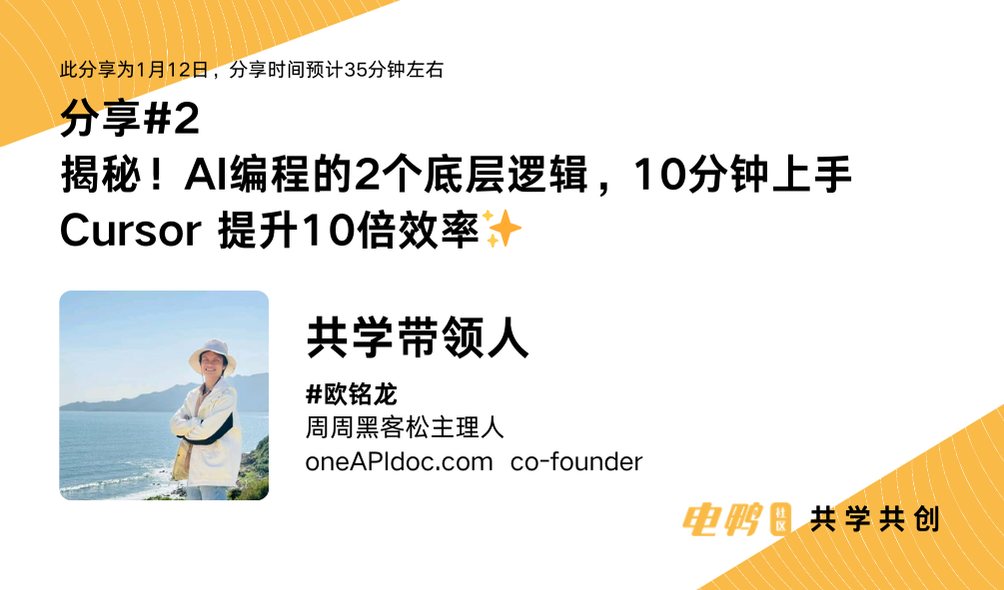 此分享为1月12日，分享时间预计35分钟左右
分享#2
揭秘！AI编程的2个底层逻辑，10分钟上手
Cursor 提升10倍效率✨
共学带领人
#欧铭龙
周周黑客松主理人
oneAPIdoc.com co-founder
电鸭社区 共学共创